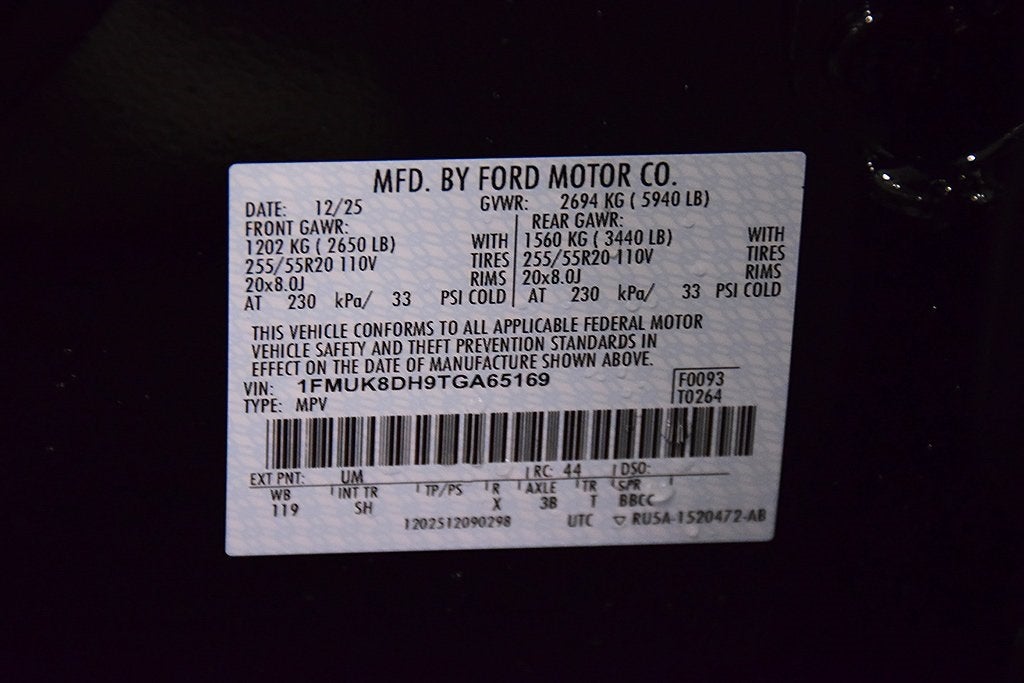 MFD. BY FORD MOTOR CO.
DATE: 12/25 GVWR: 2694 KG ( 5940 LB)
FRONT GAWR: REAR GAWR:
1202 KG ( 2650 LB) WITH 1560 KG ( 3440 LB) WITH
255/55R20 110V TIRES 255/55R20 110V TIRES
20x8.0J RIMS 20x8.0J RIMS
AT 230 kPa/ 33 PSI COLD AT 230 kPa/ 33 PSI COLD
THIS VEHICLE CONFORMS TO ALL APPLICABLE FEDERAL MOTOR
VEHICLE SAFETY AND THEFT PREVENTION STANDARDS IN
EFFECT ON THE DATE OF MANUFACTURE SHOWN ABOVE.
VIN: 1FMUK8DH9TGA65169 F0093
TYPE: MPV T0264
EXT PNT: UM RC: 44 DSO:
WB INT TR TP/PS R AXLE TR SPR
119 SH X 3B T BBCC
1202512090298 UTC ▽ RU5A-1520472-AB